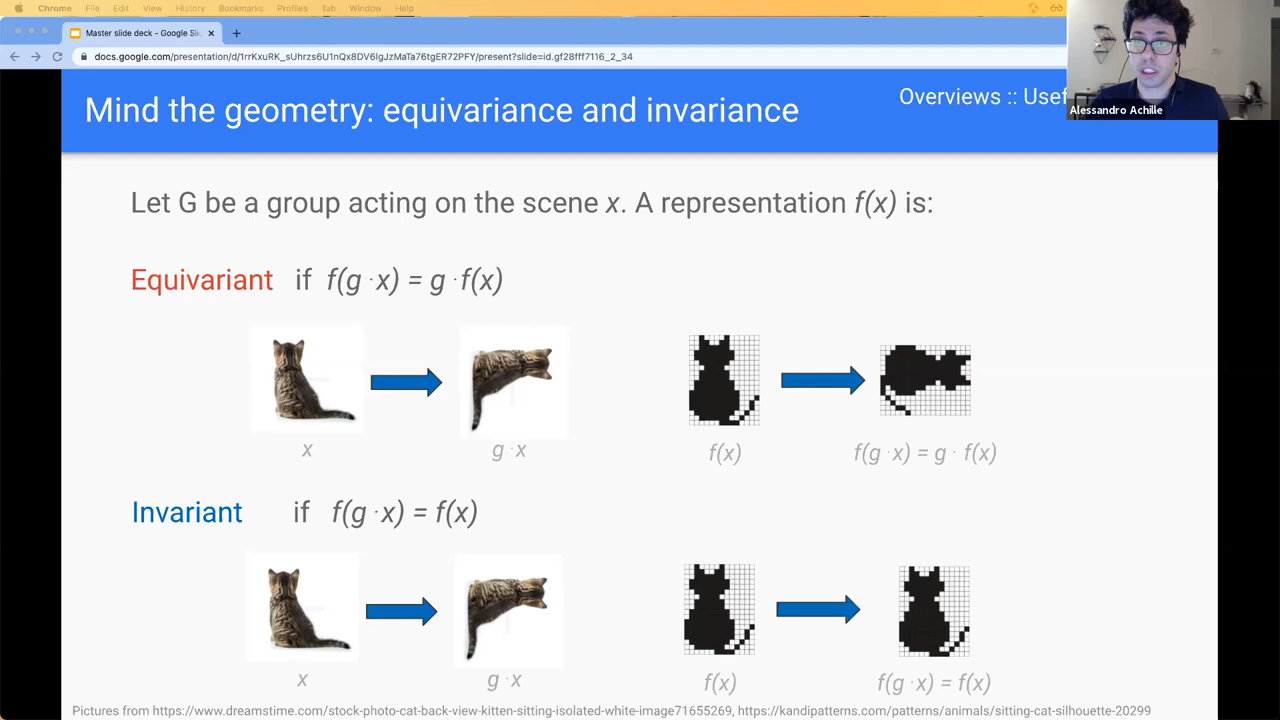 Chrome File Edit View History Bookmarks Profiles Tab Window Help
Master slide deck - Google Sli
docs.google.com/presentation/d/1rrKxuRK_sUhrzs6U1nQx8DV6lgJzMaTa76tgER72PFY/present?slide=id.gf28fff7116_2_34
Mind the geometry: equivariance and invariance
Overviews :: Usef
Alessandro Achille
Let G be a group acting on the scene x. A representation f(x) is:
Equivariant if f(g · x) = g · f(x)
x g · x f(x) f(g · x) = g · f(x)
Invariant if f(g · x) = f(x)
x g · x f(x) f(g · x) = f(x)
Pictures from https://www.dreamstime.com/stock-photo-cat-back-view-kitten-sitting-isolated-white-image71655269, https://kandipatterns.com/patterns/animals/sitting-cat-silhouette-20299